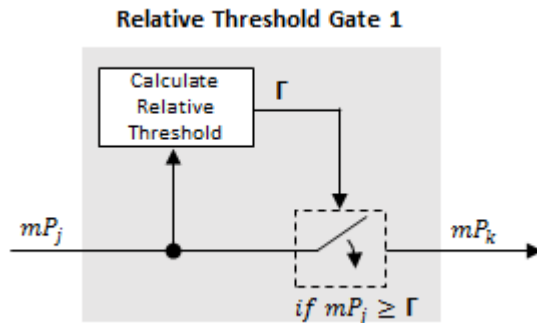 Relative Threshold Gate 1
Calculate
Relative
Threshold
Γ
mPⱼ
mPₖ
if mPⱼ ≥ Γ